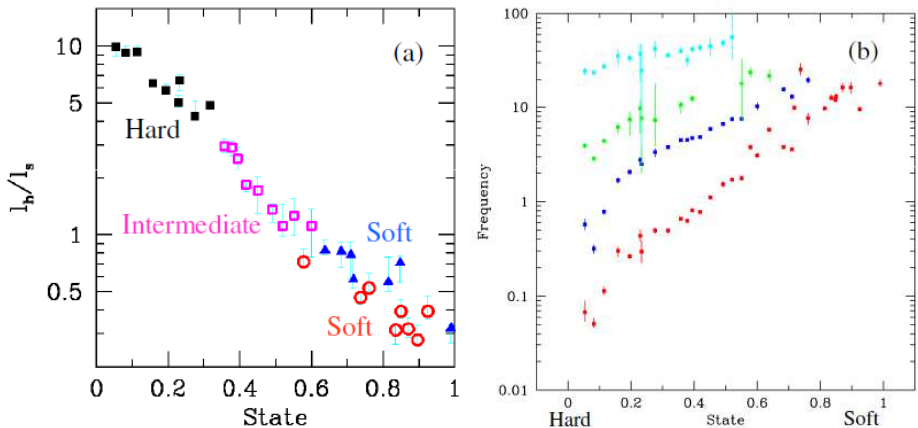 (a)
10
5
1
0.5
l_h/l_s
Hard
Intermediate
Soft
Soft
0 0.2 0.4 0.6 0.8 1
State
(b)
100
10
1
0.1
0.01
Frequency
0 0.2 0.4 0.6 0.8 1
Hard State Soft